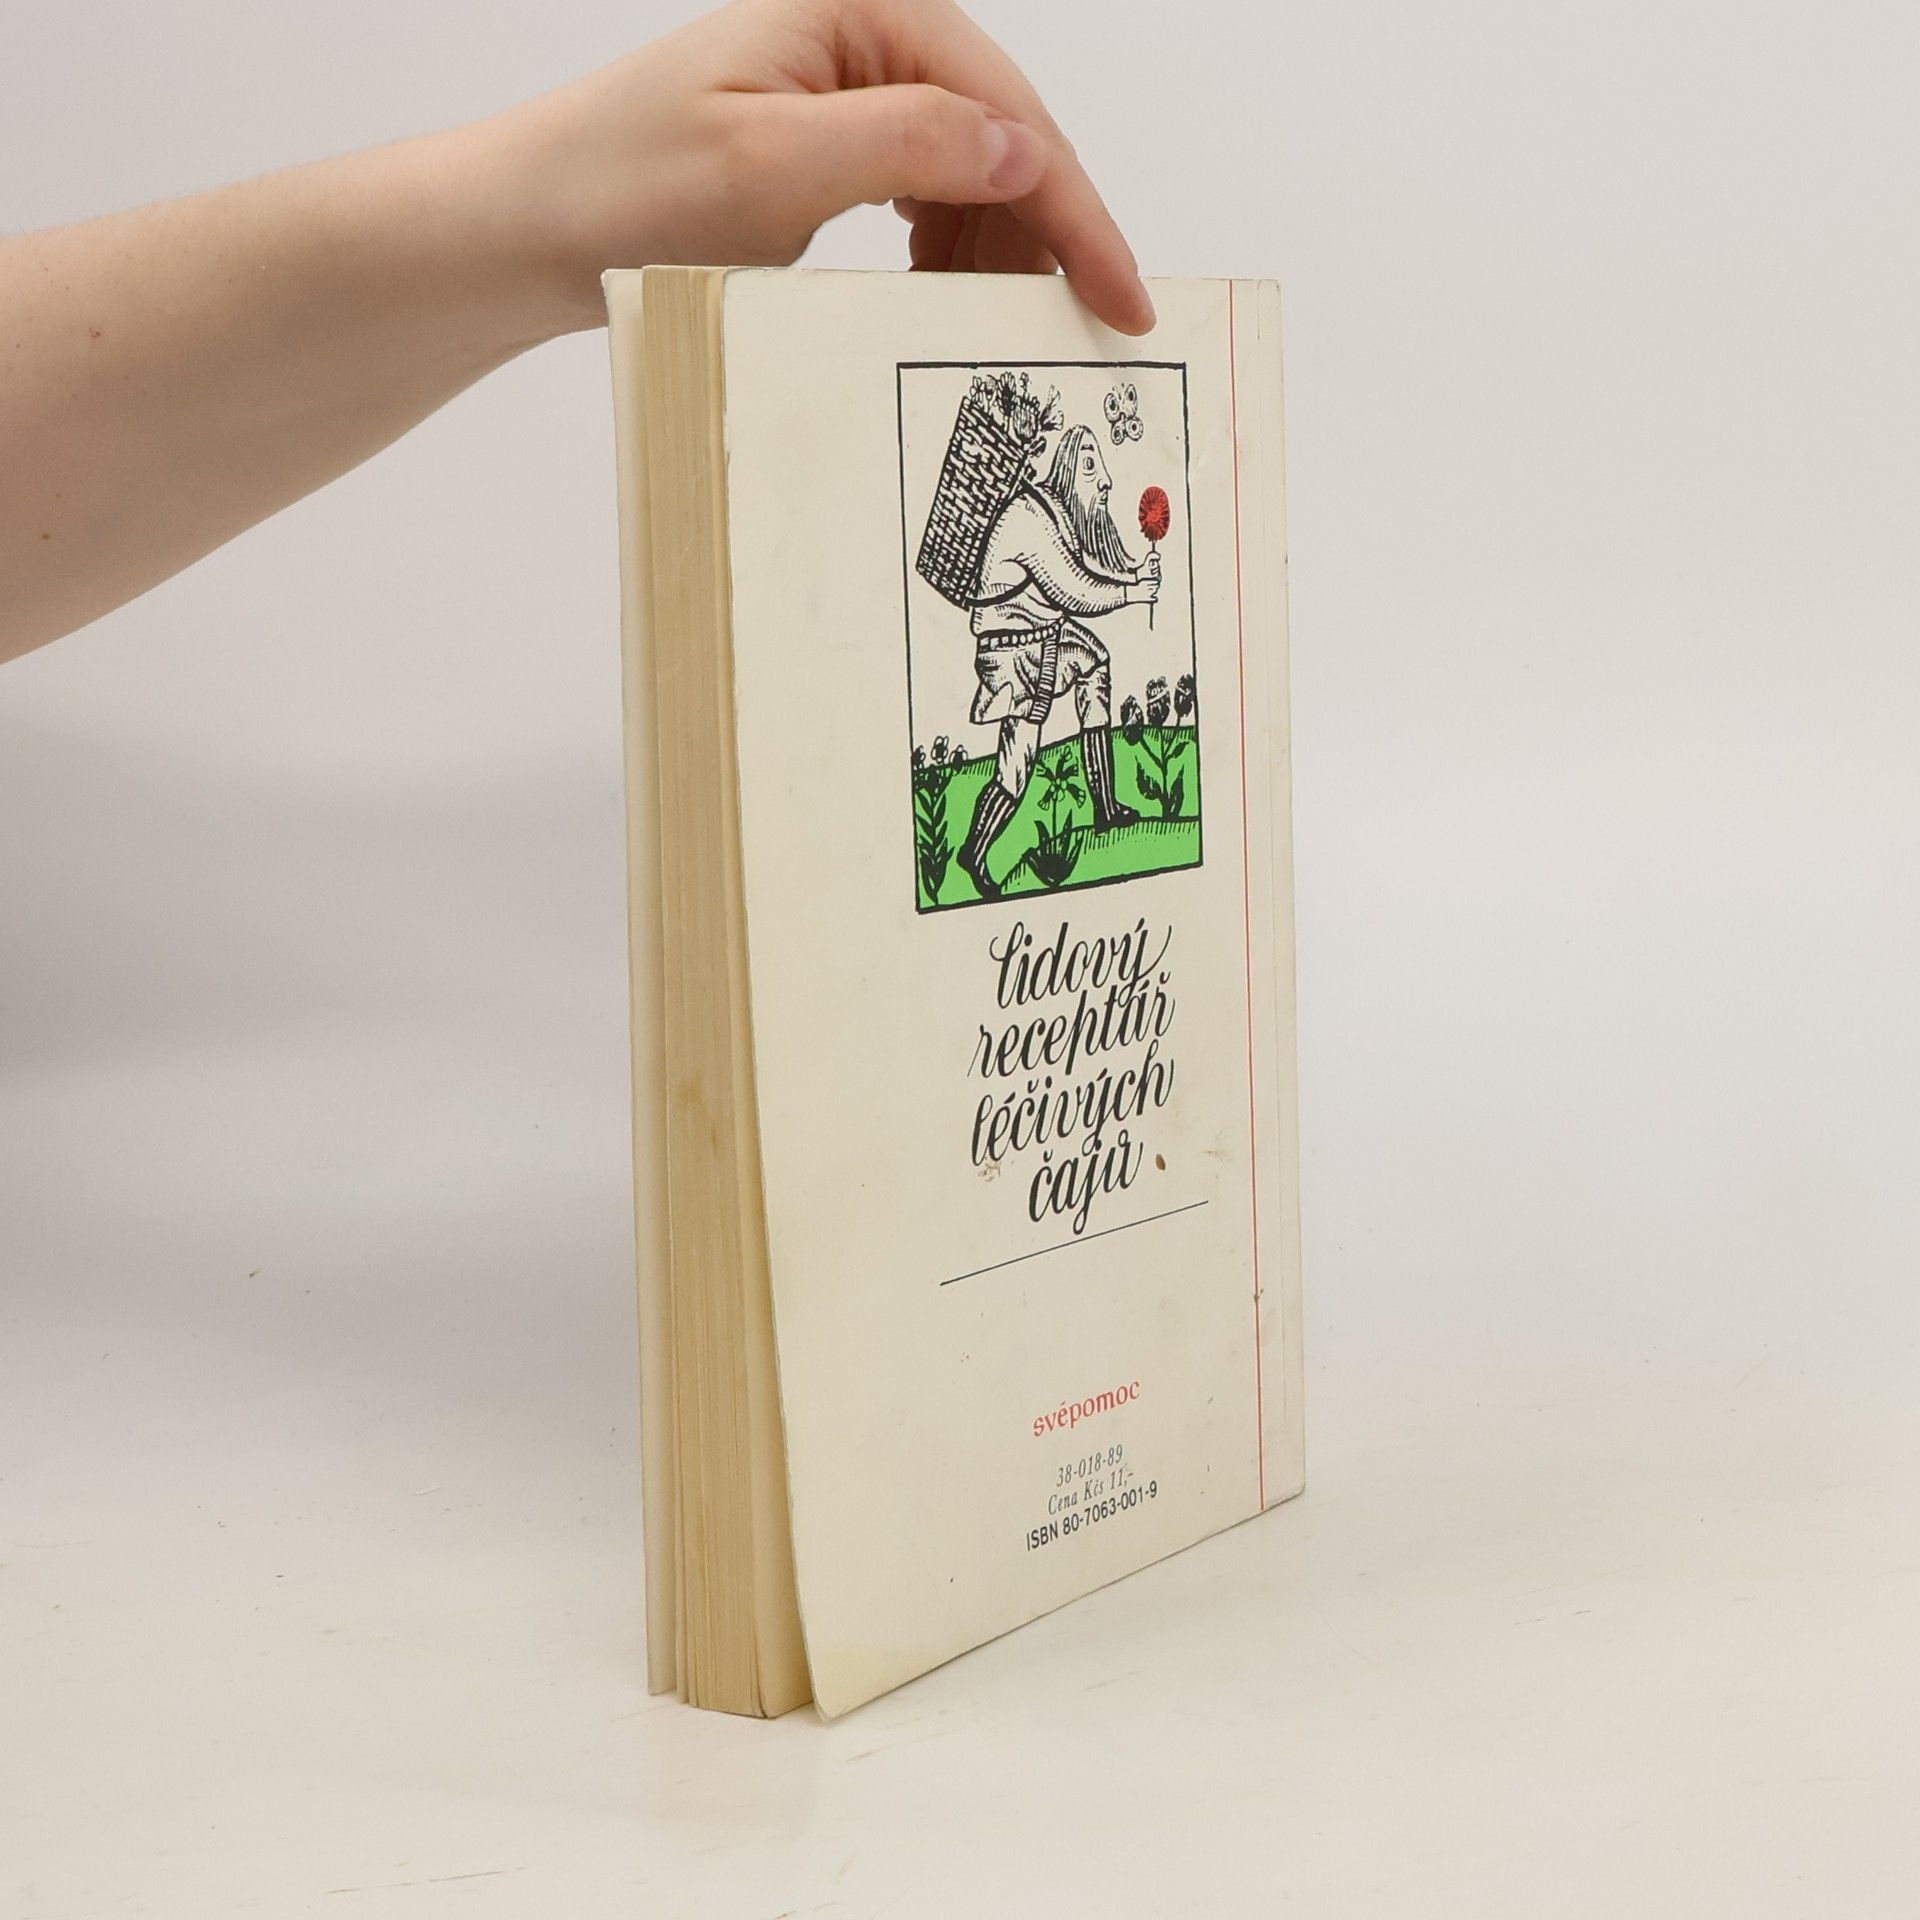 lidový
receptář
léčivých
čajů
svépomoc
38-018-89
Cena Kčs 11,-
ISBN 80-7063-001-9